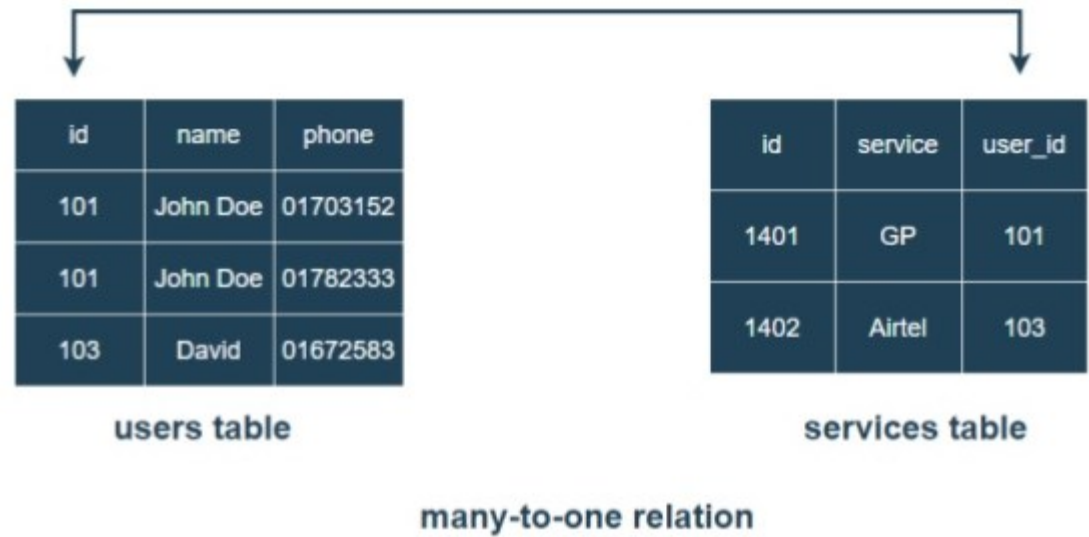 id name phone
101 John Doe 01703152
101 John Doe 01782333
103 David 01672583
users table
id service user_id
1401 GP 101
1402 Airtel 103
services table
many-to-one relation